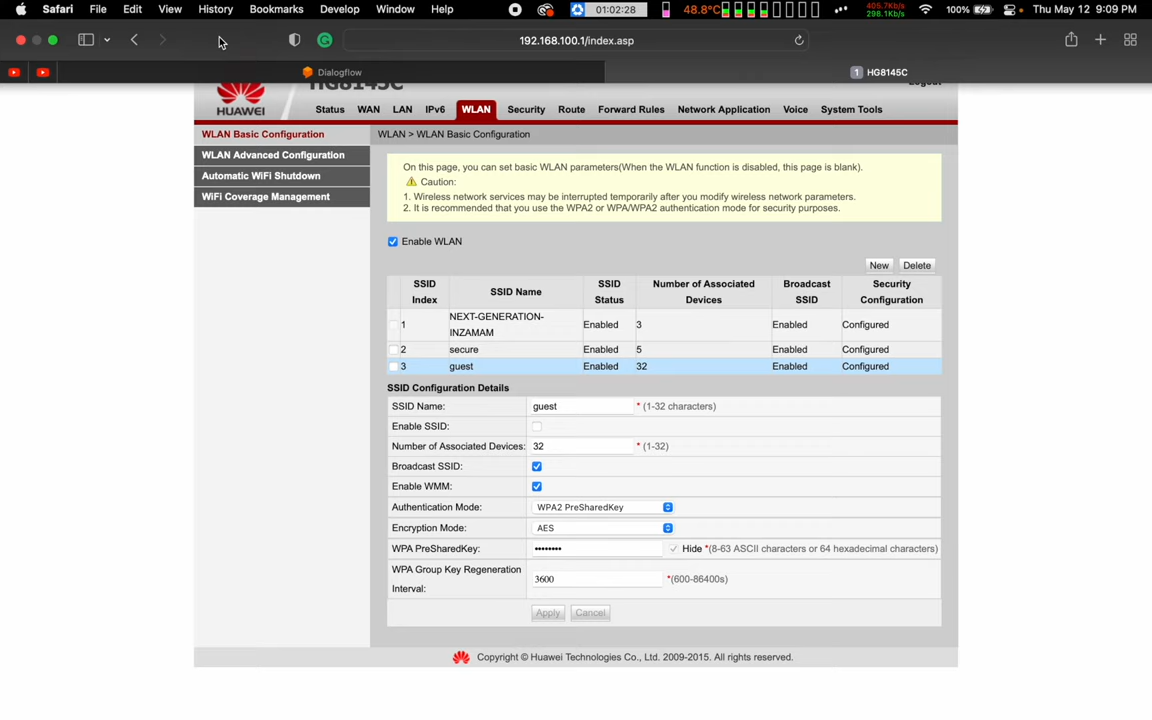 Safari File Edit View History Bookmarks Develop Window Help 01:02:28 48.8°C 405.7Kb/s 298.1Kb/s 100% Thu May 12 9:09 PM
192.168.100.1/index.asp
Dialogflow 1 HG8145C
HG8145C Logout
HUAWEI Status WAN LAN IPv6 WLAN Security Route Forward Rules Network Application Voice System Tools
WLAN Basic Configuration
WLAN Advanced Configuration
Automatic WiFi Shutdown
WiFi Coverage Management
WLAN > WLAN Basic Configuration
On this page, you can set basic WLAN parameters(When the WLAN function is disabled, this page is blank).
Caution:
1. Wireless network services may be interrupted temporarily after you modify wireless network parameters.
2. It is recommended that you use the WPA2 or WPA/WPA2 authentication mode for security purposes.
Enable WLAN
New Delete
SSID Index SSID Name SSID Status Number of Associated Devices Broadcast SSID Security Configuration
1 NEXT-GENERATION-INZAMAM Enabled 3 Enabled Configured
2 secure Enabled 5 Enabled Configured
3 guest Enabled 32 Enabled Configured
SSID Configuration Details
SSID Name: guest * (1-32 characters)
Enable SSID:
Number of Associated Devices: 32 * (1-32)
Broadcast SSID:
Enable WMM:
Authentication Mode: WPA2 PreSharedKey
Encryption Mode: AES
WPA PreSharedKey: •••••••• Hide *(8-63 ASCII characters or 64 hexadecimal characters)
WPA Group Key Regeneration Interval: 3600 *(600-86400s)
Apply Cancel
Copyright © Huawei Technologies Co., Ltd. 2009-2015. All rights reserved.